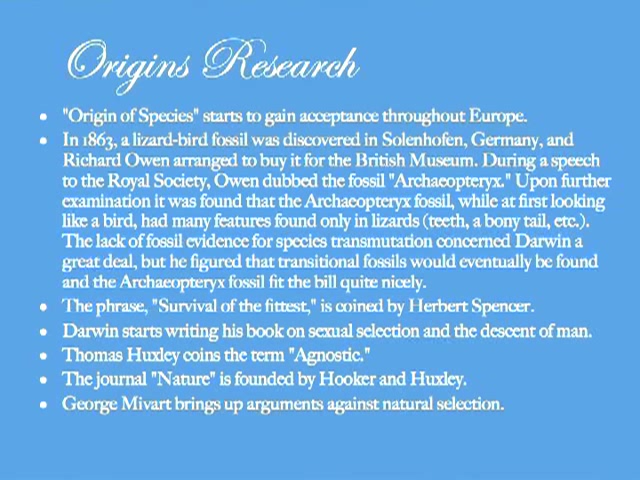 Origins Research
• "Origin of Species" starts to gain acceptance throughout Europe.
• In 1863, a lizard-bird fossil was discovered in Solenhofen, Germany, and
Richard Owen arranged to buy it for the British Museum. During a speech
to the Royal Society, Owen dubbed the fossil "Archaeopteryx." Upon further
examination it was found that the Archaeopteryx fossil, while at first looking
like a bird, had many features found only in lizards (teeth, a bony tail, etc.).
The lack of fossil evidence for species transmutation concerned Darwin a
great deal, but he figured that transitional fossils would eventually be found
and the Archaeopteryx fossil fit the bill quite nicely.
• The phrase, "Survival of the fittest," is coined by Herbert Spencer.
• Darwin starts writing his book on sexual selection and the descent of man.
• Thomas Huxley coins the term "Agnostic."
• The journal "Nature" is founded by Hooker and Huxley.
• George Mivart brings up arguments against natural selection.